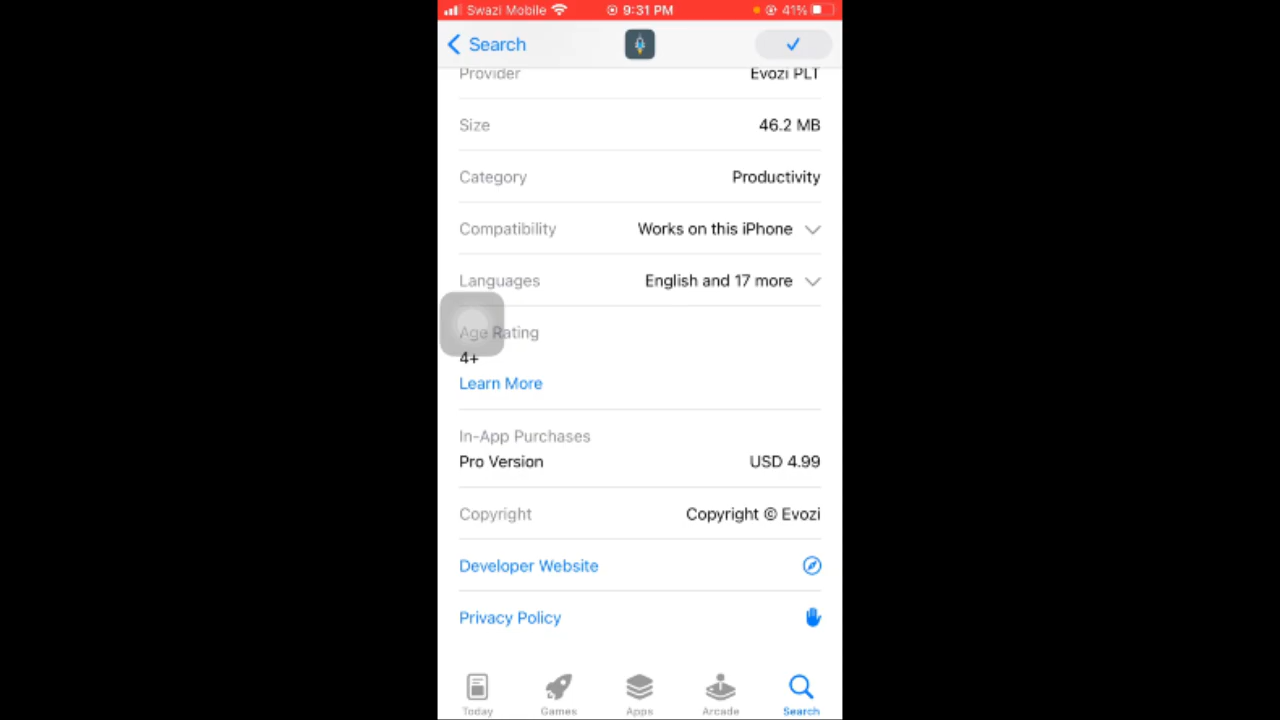 Swazi Mobile 9:31 PM 41%
Search
Provider Evozi PLT
Size 46.2 MB
Category Productivity
Compatibility Works on this iPhone
Languages English and 17 more
Age Rating
4+
Learn More
In-App Purchases
Pro Version USD 4.99
Copyright Copyright © Evozi
Developer Website
Privacy Policy
Today Games Apps Arcade Search